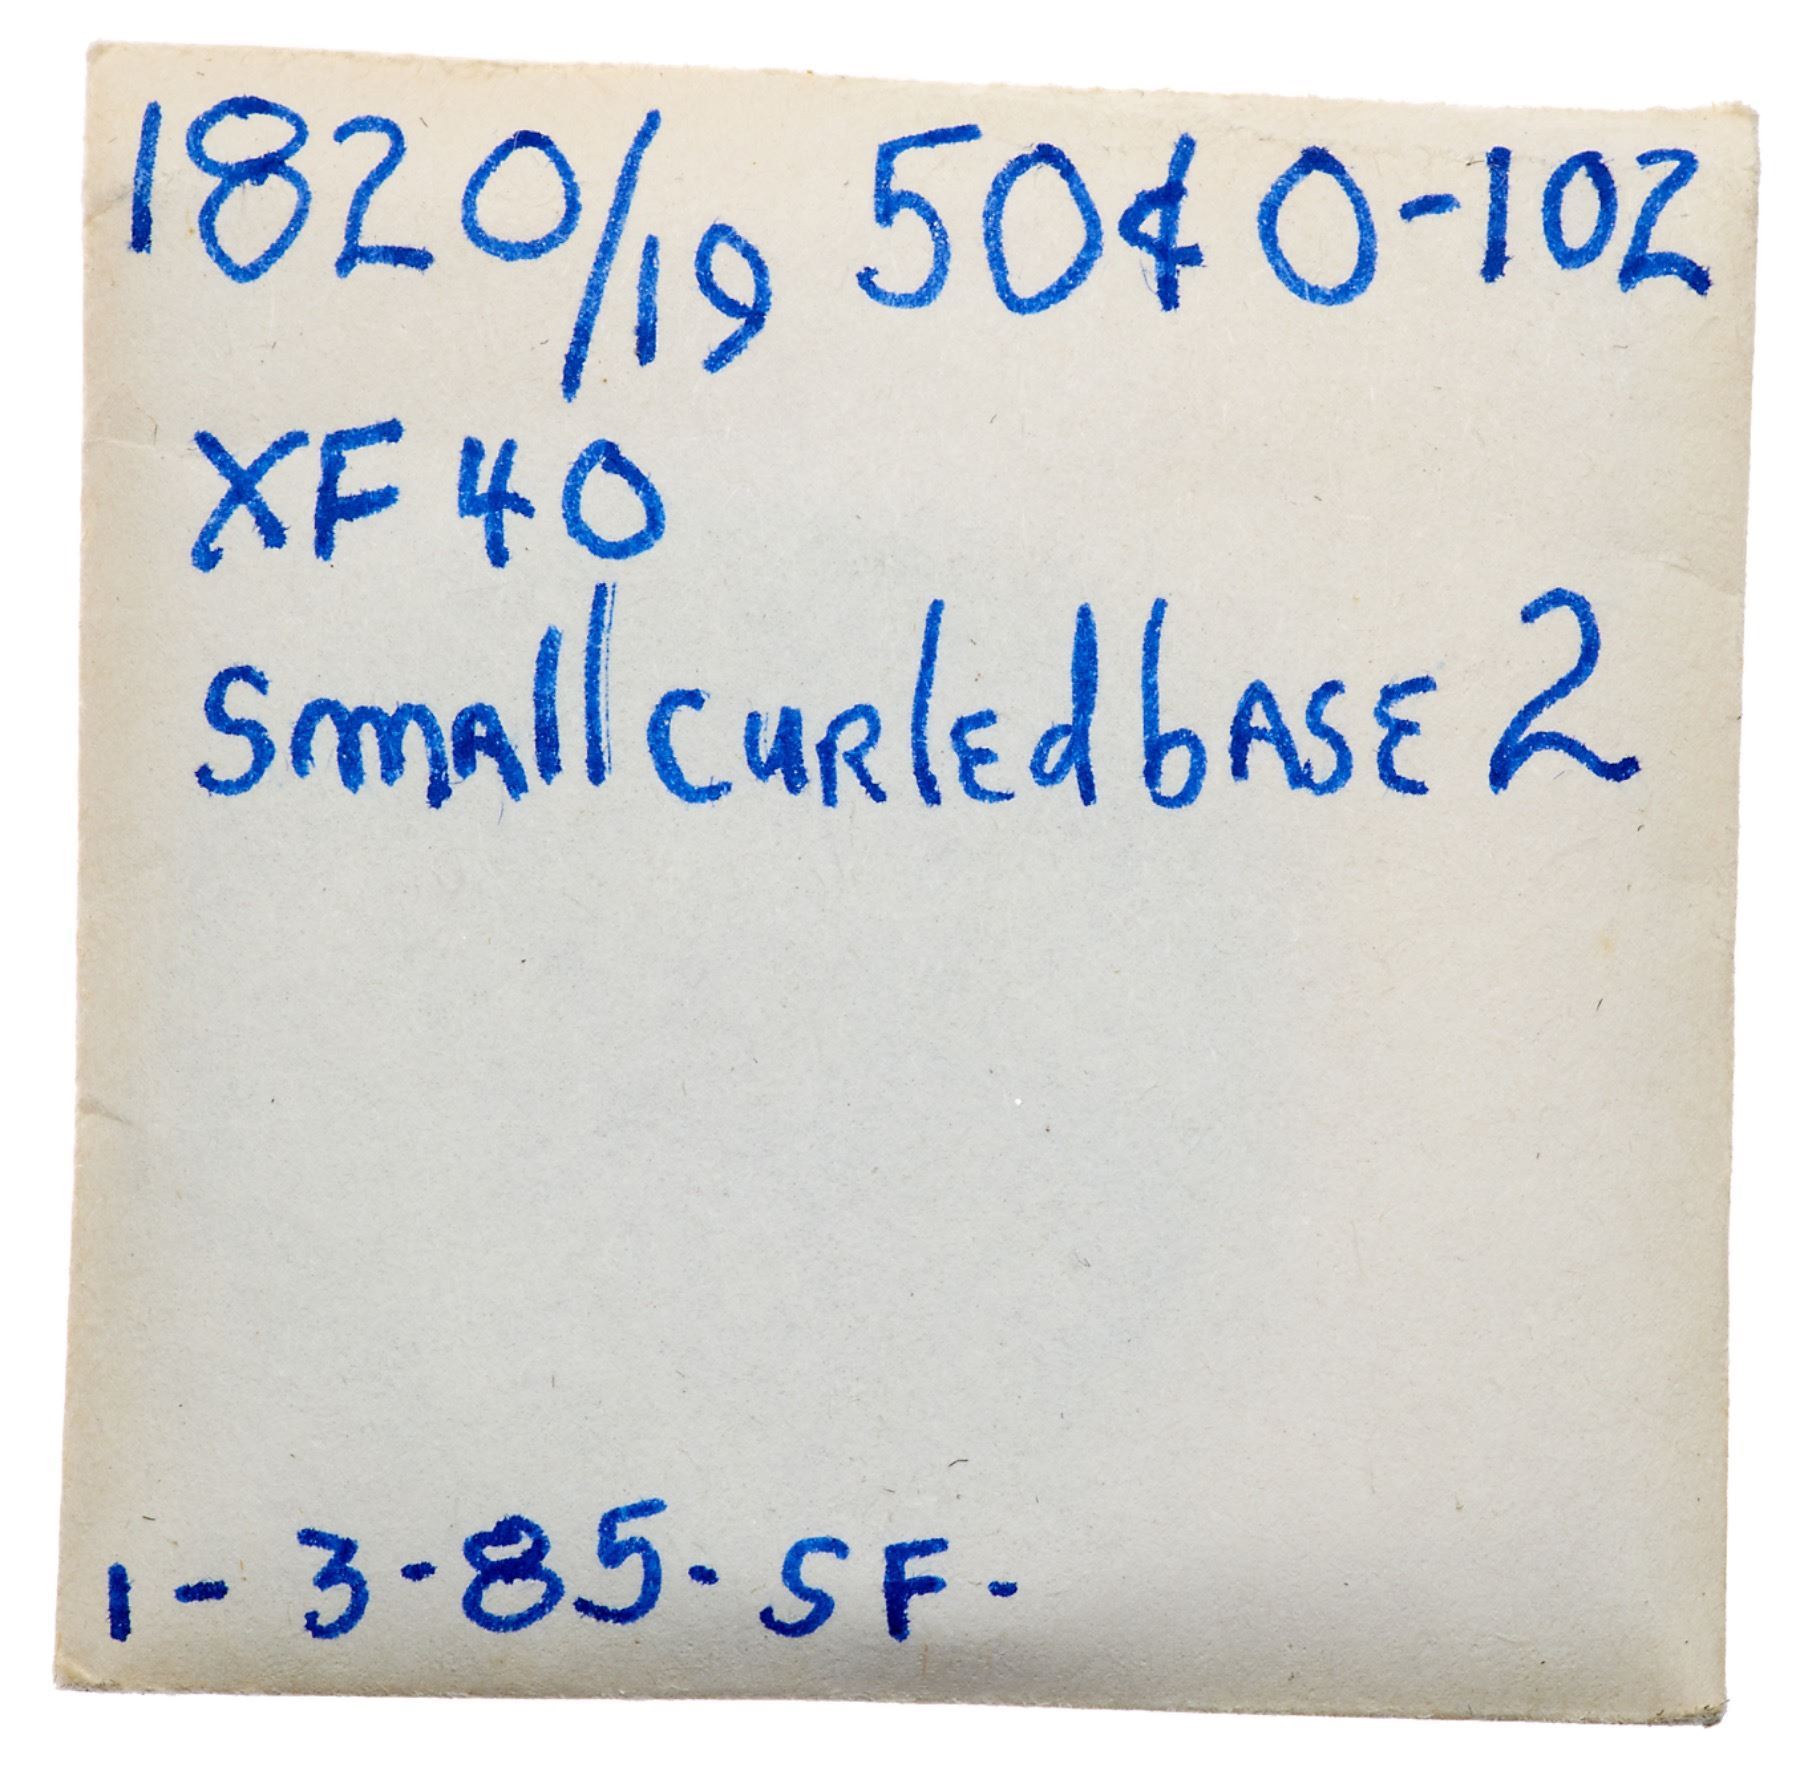 1820/19 50¢ O-102
XF 40
Small curled base 2
1-3-85-SF-